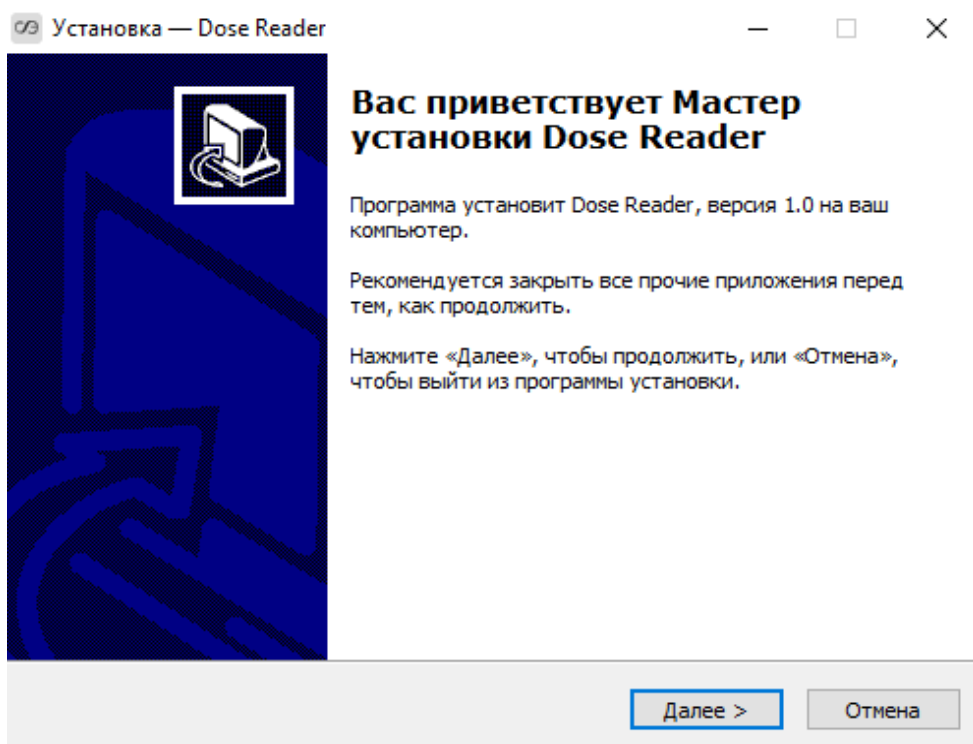 Установка — Dose Reader
Вас приветствует Мастер
установки Dose Reader
Программа установит Dose Reader, версия 1.0 на ваш
компьютер.
Рекомендуется закрыть все прочие приложения перед
тем, как продолжить.
Нажмите «Далее», чтобы продолжить, или «Отмена»,
чтобы выйти из программы установки.
Далее >
Отмена